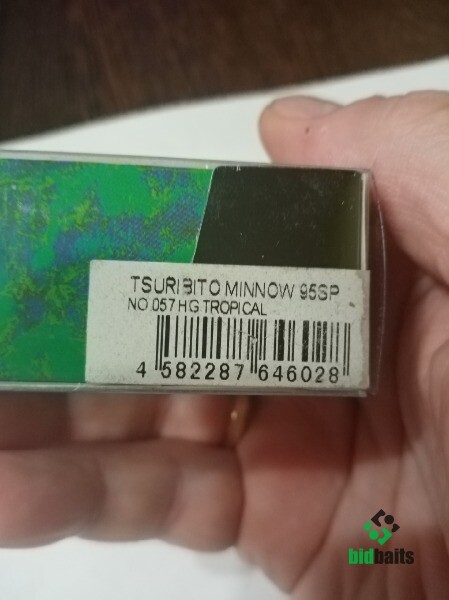 TSURIBITO MINNOW 95SP
NO.057 HG TROPICAL
4 582287 646028
bidbaits